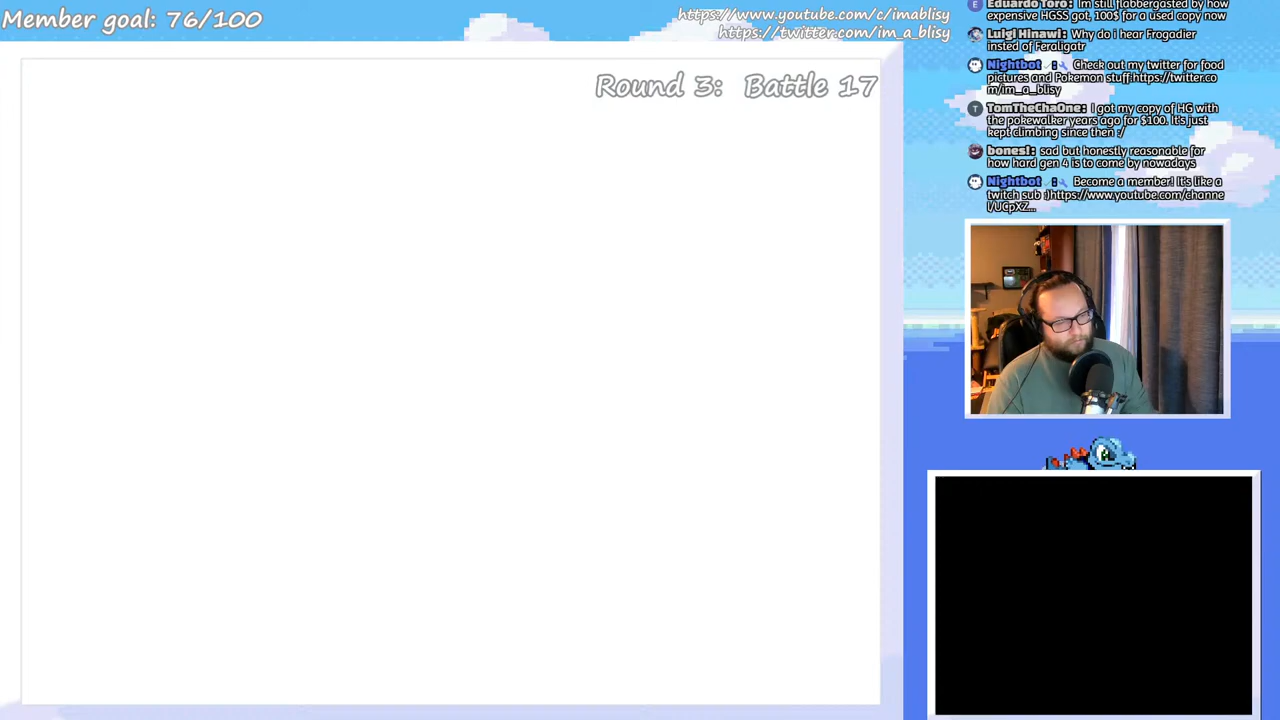 Member goal: 76/100
https://www.youtube.com/c/imablisy
https://twitter.com/im_a_blisy
Round 3: Battle 17
Eduardo Toro: Im still flabbergasted by how
expensive HGSS got, 100$ for a used copy now
Luigi Hinawi: Why do i hear Frogadier
insted of Feraligatr
Nightbot : Check out my twitter for food
pictures and Pokemon stuff:https://twitter.co
m/im_a_blisy
TomTheChaOne: I got my copy of HG with
the pokewalker years ago for $100. It's just
kept climbing since then :/
bones!: sad but honestly reasonable for
how hard gen 4 is to come by nowadays
Nightbot : Become a member! It's like a
twitch sub :)https://www.youtube.com/channe
l/UCpXZ...